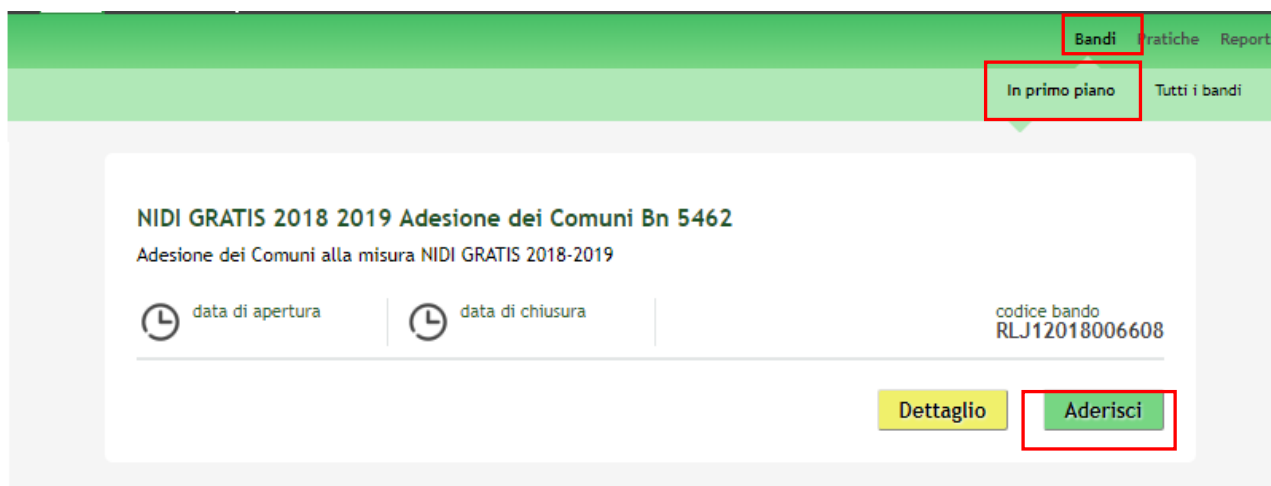 Bandi Pratiche Report
In primo piano Tutti i bandi
NIDI GRATIS 2018 2019 Adesione dei Comuni Bn 5462
Adesione dei Comuni alla misura NIDI GRATIS 2018-2019
data di apertura data di chiusura codice bando
RLJ12018006608
Dettaglio Aderisci